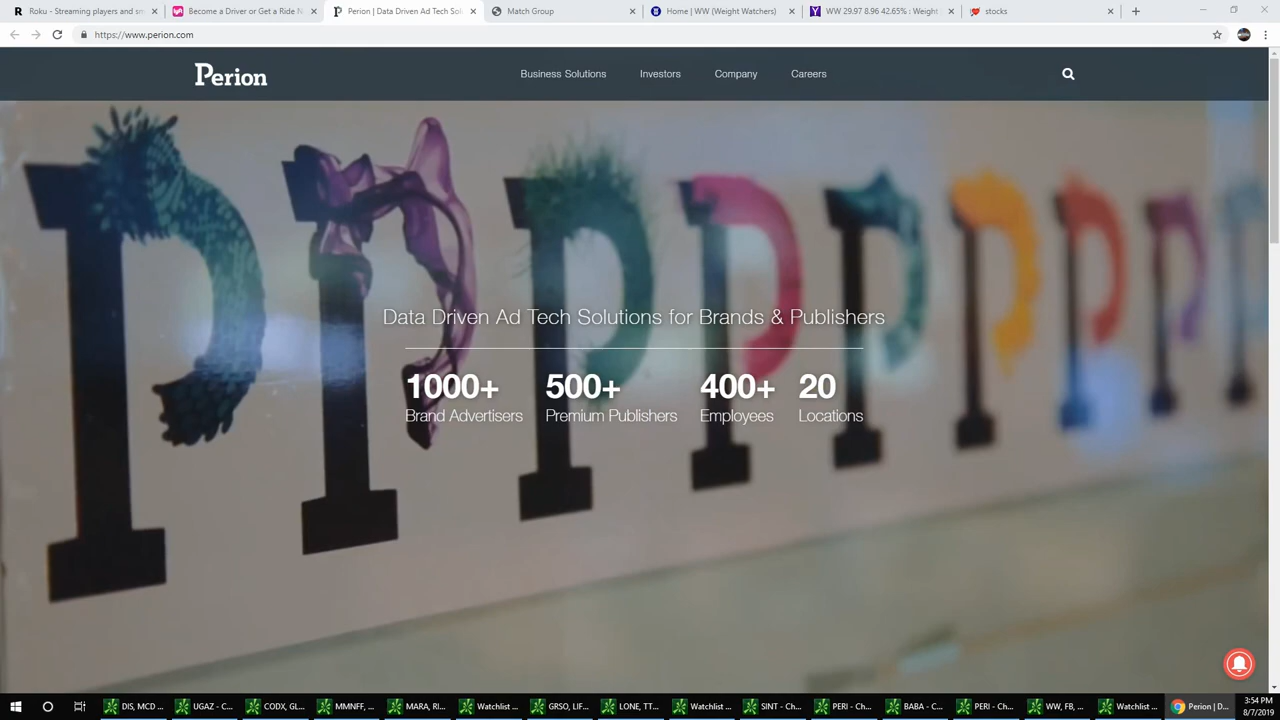 Roku - Streaming players and sm
Become a Driver or Get a Ride N
Perion | Data Driven Ad Tech Sol
Match Group
Home | WW (Weight Watchers)
WW 29.97 8.96 42.65% : Weight
stocks
https://www.perion.com
Perion
Business Solutions
Investors
Company
Careers
Data Driven Ad Tech Solutions for Brands & Publishers
1000+
Brand Advertisers
500+
Premium Publishers
400+
Employees
20
Locations
DIS, MCD ...
UGAZ - C...
CODX, GL...
MMNFF, ...
MARA, RI...
Watchlist ...
GRSO, LIF...
LONE, TT...
Watchlist ...
SINT - Ch...
PERI - Cha...
BABA - C...
PERI - Cha...
WW, FB, ...
Watchlist ...
Perion | D...
3:54 PM
8/7/2019